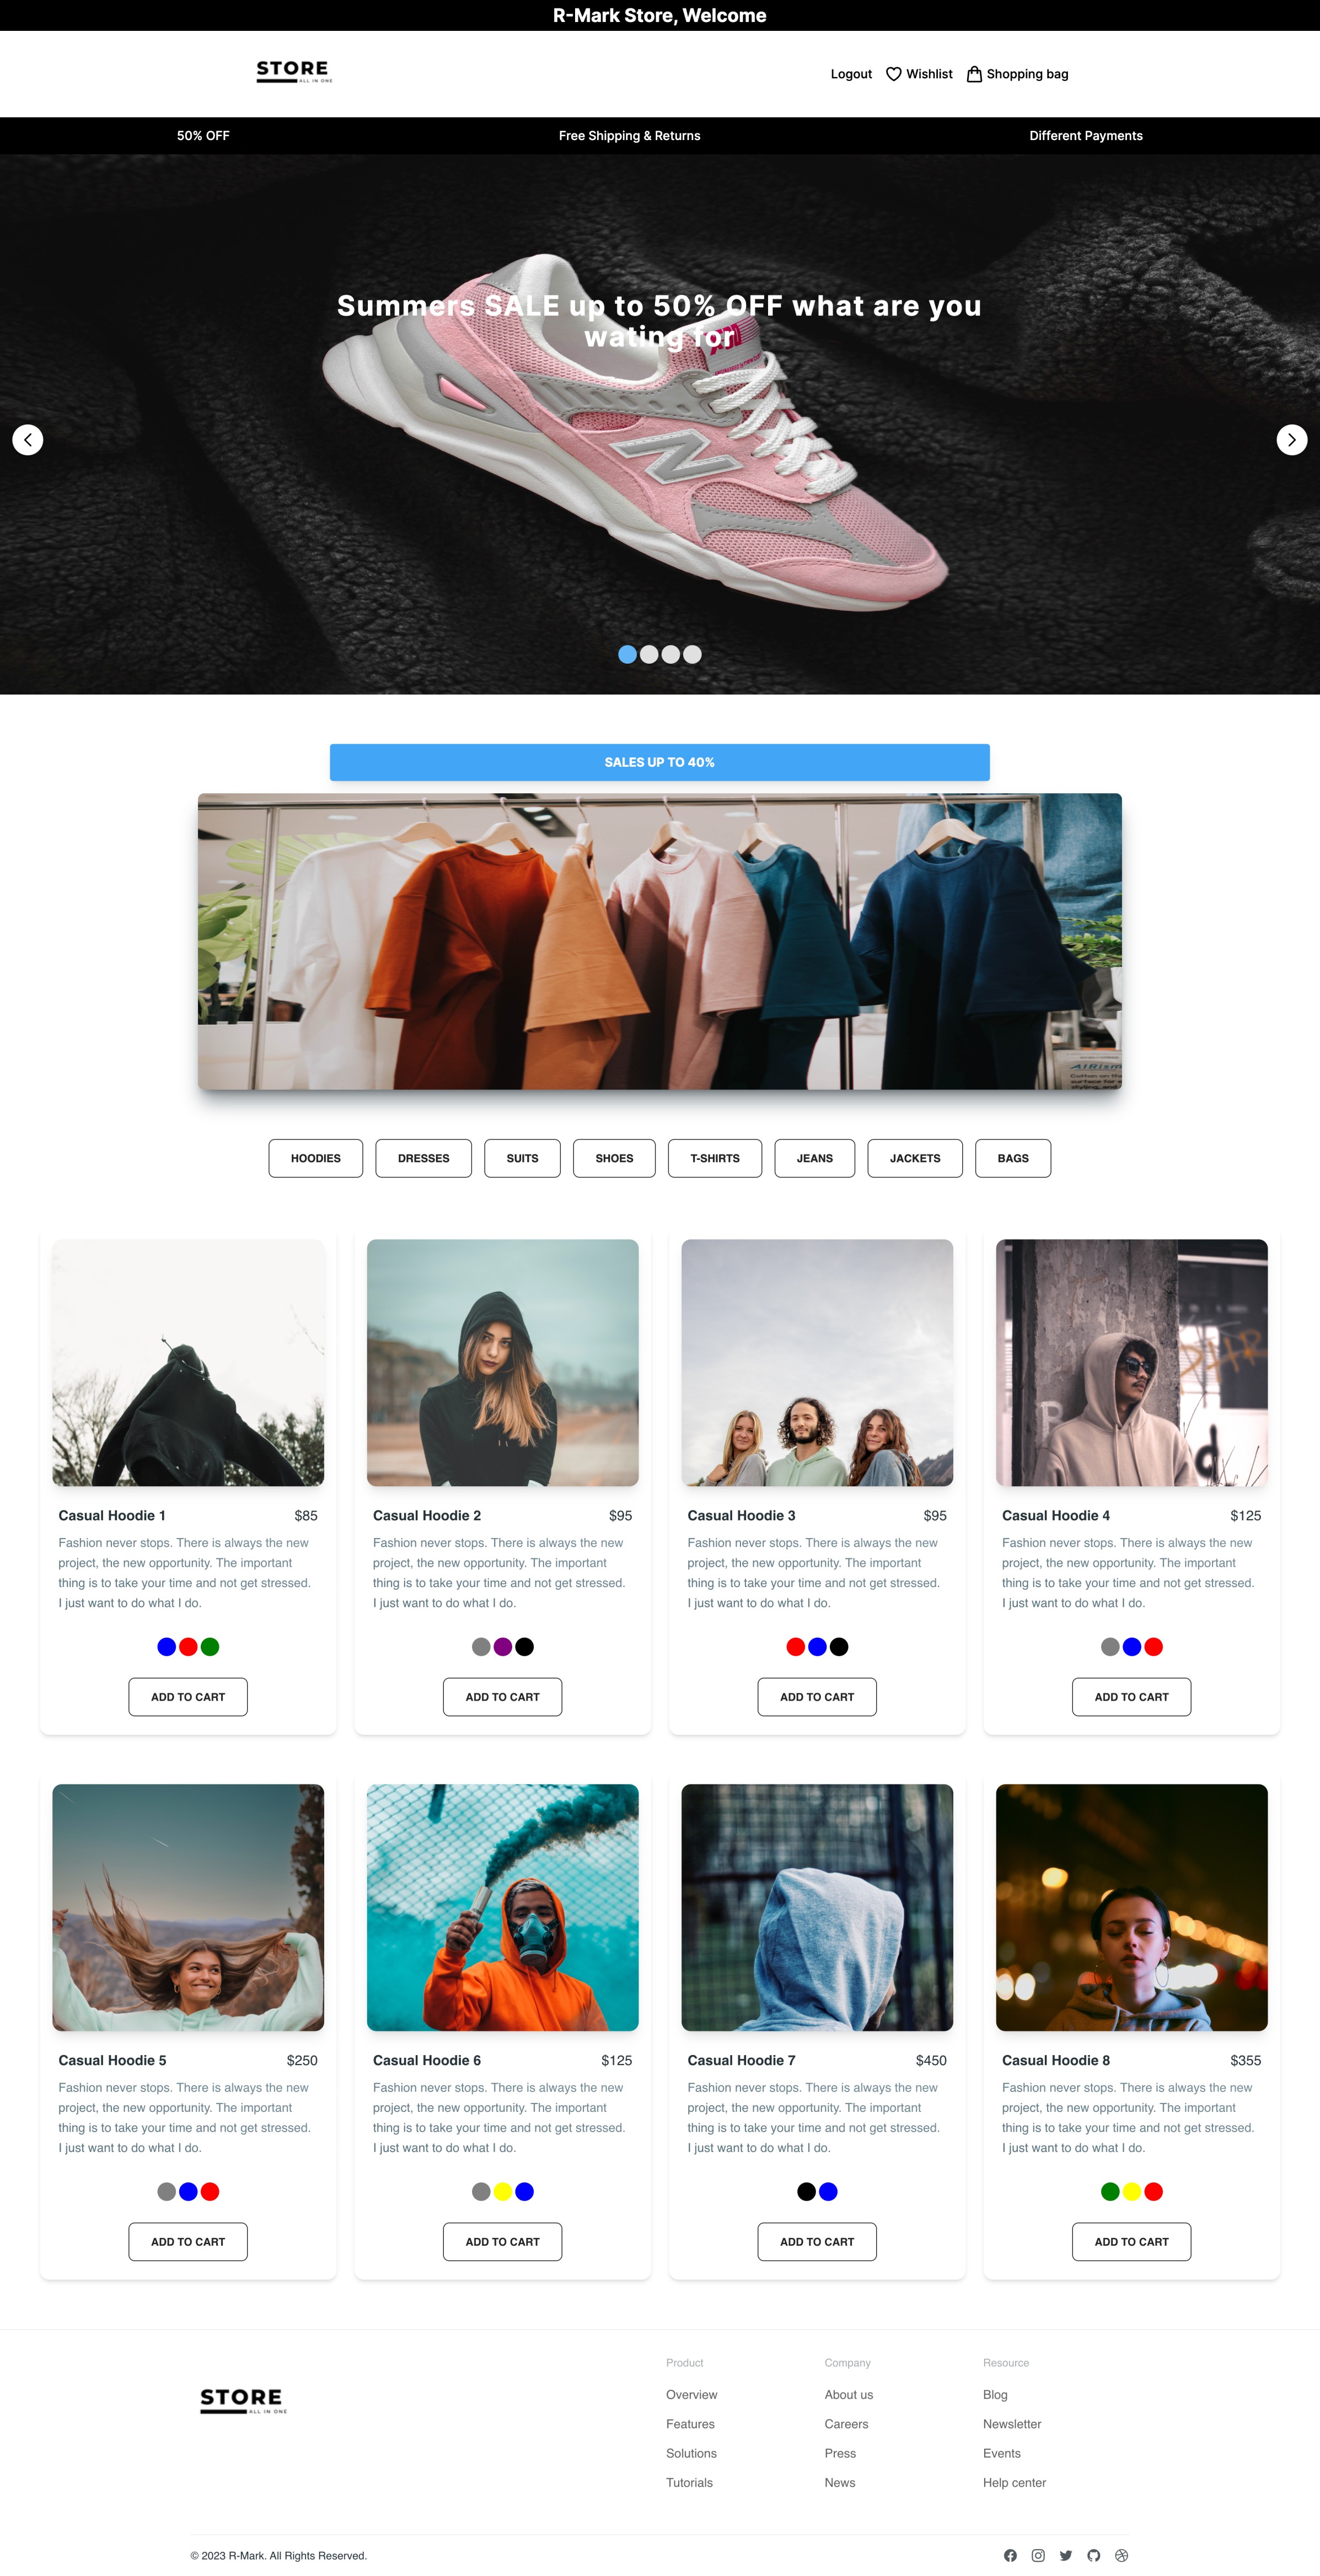 R-Mark Store, Welcome
STORE
ALL IN ONE
Logout
Wishlist
Shopping bag
50% OFF
Free Shipping & Returns
Different Payments
Summers SALE up to 50% OFF what are you
wating for
N
SALES UP TO 40%
AIRism
HOODIES
DRESSES
SUITS
SHOES
T-SHIRTS
JEANS
JACKETS
BAGS
Casual Hoodie 1
$85
Fashion never stops. There is always the new
project, the new opportunity. The important
thing is to take your time and not get stressed.
I just want to do what I do.
ADD TO CART
Casual Hoodie 2
$95
Fashion never stops. There is always the new
project, the new opportunity. The important
thing is to take your time and not get stressed.
I just want to do what I do.
ADD TO CART
Casual Hoodie 3
$95
Fashion never stops. There is always the new
project, the new opportunity. The important
thing is to take your time and not get stressed.
I just want to do what I do.
ADD TO CART
Casual Hoodie 4
$125
Fashion never stops. There is always the new
project, the new opportunity. The important
thing is to take your time and not get stressed.
I just want to do what I do.
ADD TO CART
Casual Hoodie 5
$250
Fashion never stops. There is always the new
project, the new opportunity. The important
thing is to take your time and not get stressed.
I just want to do what I do.
ADD TO CART
Casual Hoodie 6
$125
Fashion never stops. There is always the new
project, the new opportunity. The important
thing is to take your time and not get stressed.
I just want to do what I do.
ADD TO CART
Casual Hoodie 7
$450
Fashion never stops. There is always the new
project, the new opportunity. The important
thing is to take your time and not get stressed.
I just want to do what I do.
ADD TO CART
Casual Hoodie 8
$355
Fashion never stops. There is always the new
project, the new opportunity. The important
thing is to take your time and not get stressed.
I just want to do what I do.
ADD TO CART
STORE
ALL IN ONE
Product
Overview
Features
Solutions
Tutorials
Company
About us
Careers
Press
News
Resource
Blog
Newsletter
Events
Help center
© 2023 R-Mark. All Rights Reserved.